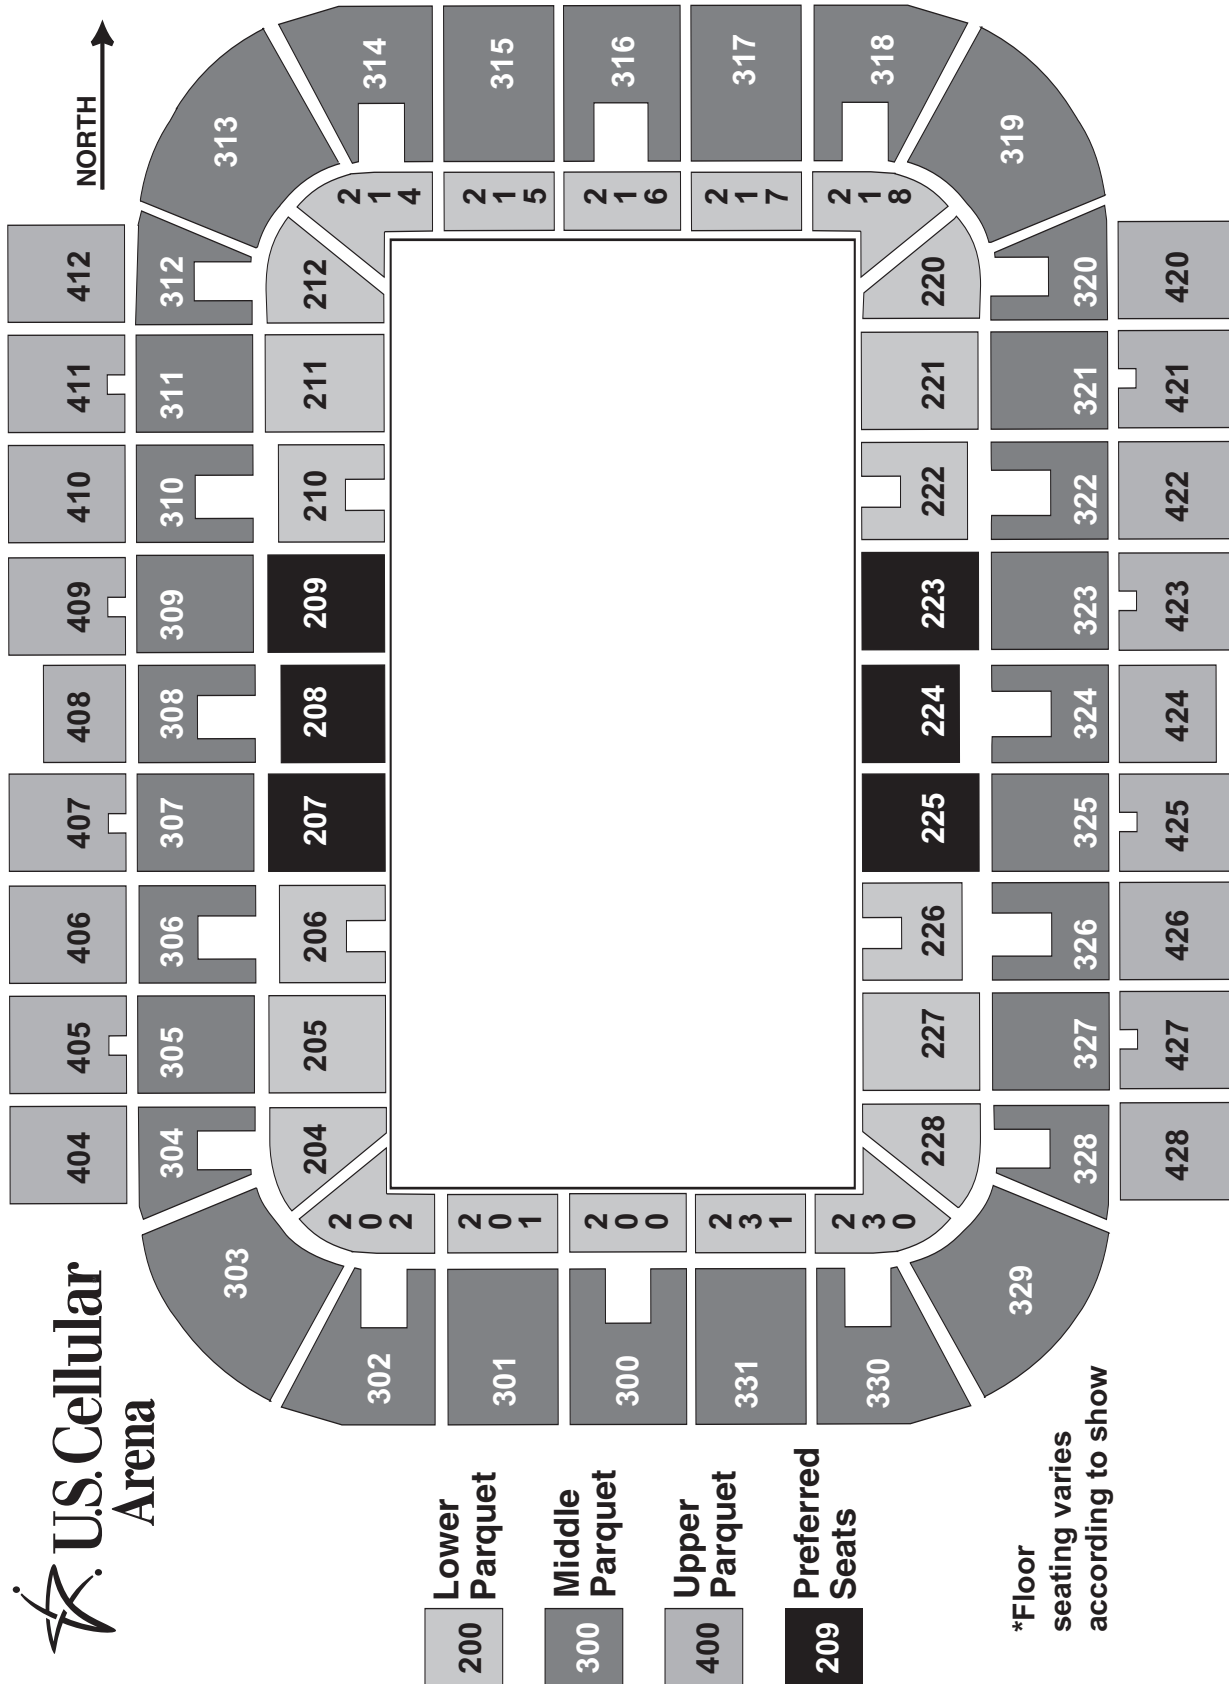 U.S. Cellular
Arena
NORTH
404 405 406 407 408 409 410 411 412
304 305 306 307 308 309 310 311 312
303 313
204 205 206 207 208 209 210 211 212
302 202 214 314
301 201 215 315
300 200 216 316
331 231 217 317
330 230 218 318
228 227 226 225 224 223 222 221 220
329 319
328 327 326 325 324 323 322 321 320
428 427 426 425 424 423 422 421 420
200 Lower
Parquet
300 Middle
Parquet
400 Upper
Parquet
209 Preferred
Seats
*Floor
seating varies
according to show